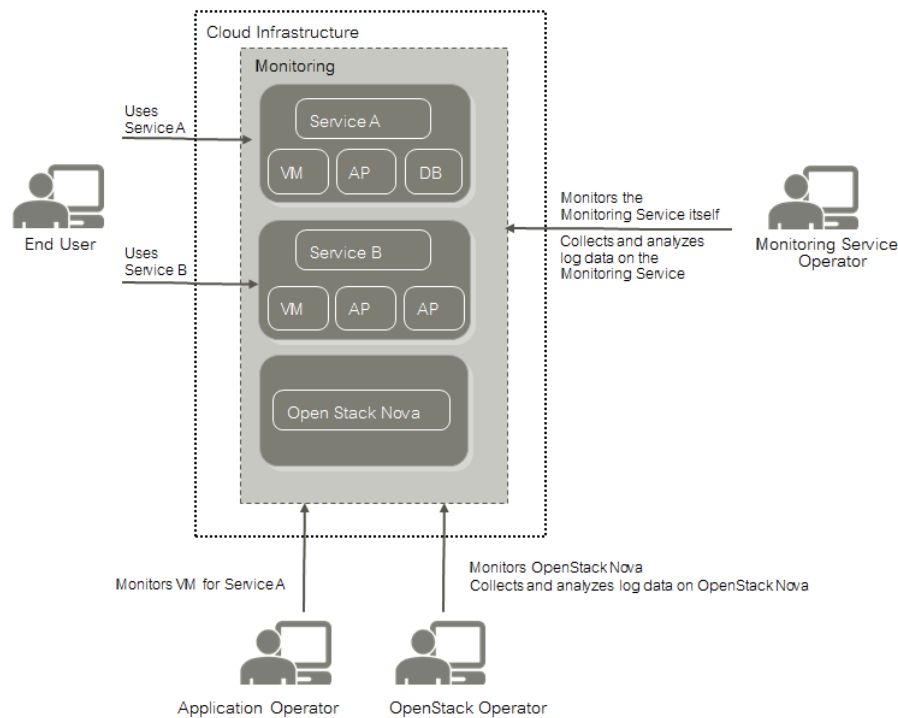 Cloud Infrastructure
Monitoring
Uses
Service A
Service A
VM
AP
DB
End User
Monitors the
Monitoring Service itself
Collects and analyzes
log data on the
Monitoring Service
Monitoring Service
Operator
Uses
Service B
Service B
VM
AP
AP
Open Stack Nova
Monitors VM for Service A
Monitors OpenStack Nova
Collects and analyzes log data on OpenStack Nova
Application Operator
OpenStack Operator